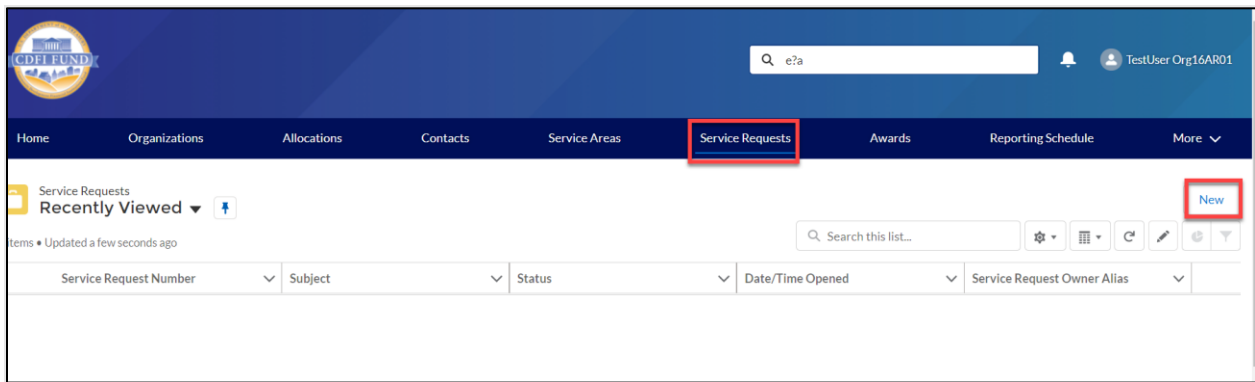 CDFI FUND
e?a
TestUser Org16AR01
Home Organizations Allocations Contacts Service Areas Service Requests Awards Reporting Schedule More
Service Requests
Recently Viewed
New
items • Updated a few seconds ago
Search this list...
Service Request Number Subject Status Date/Time Opened Service Request Owner Alias